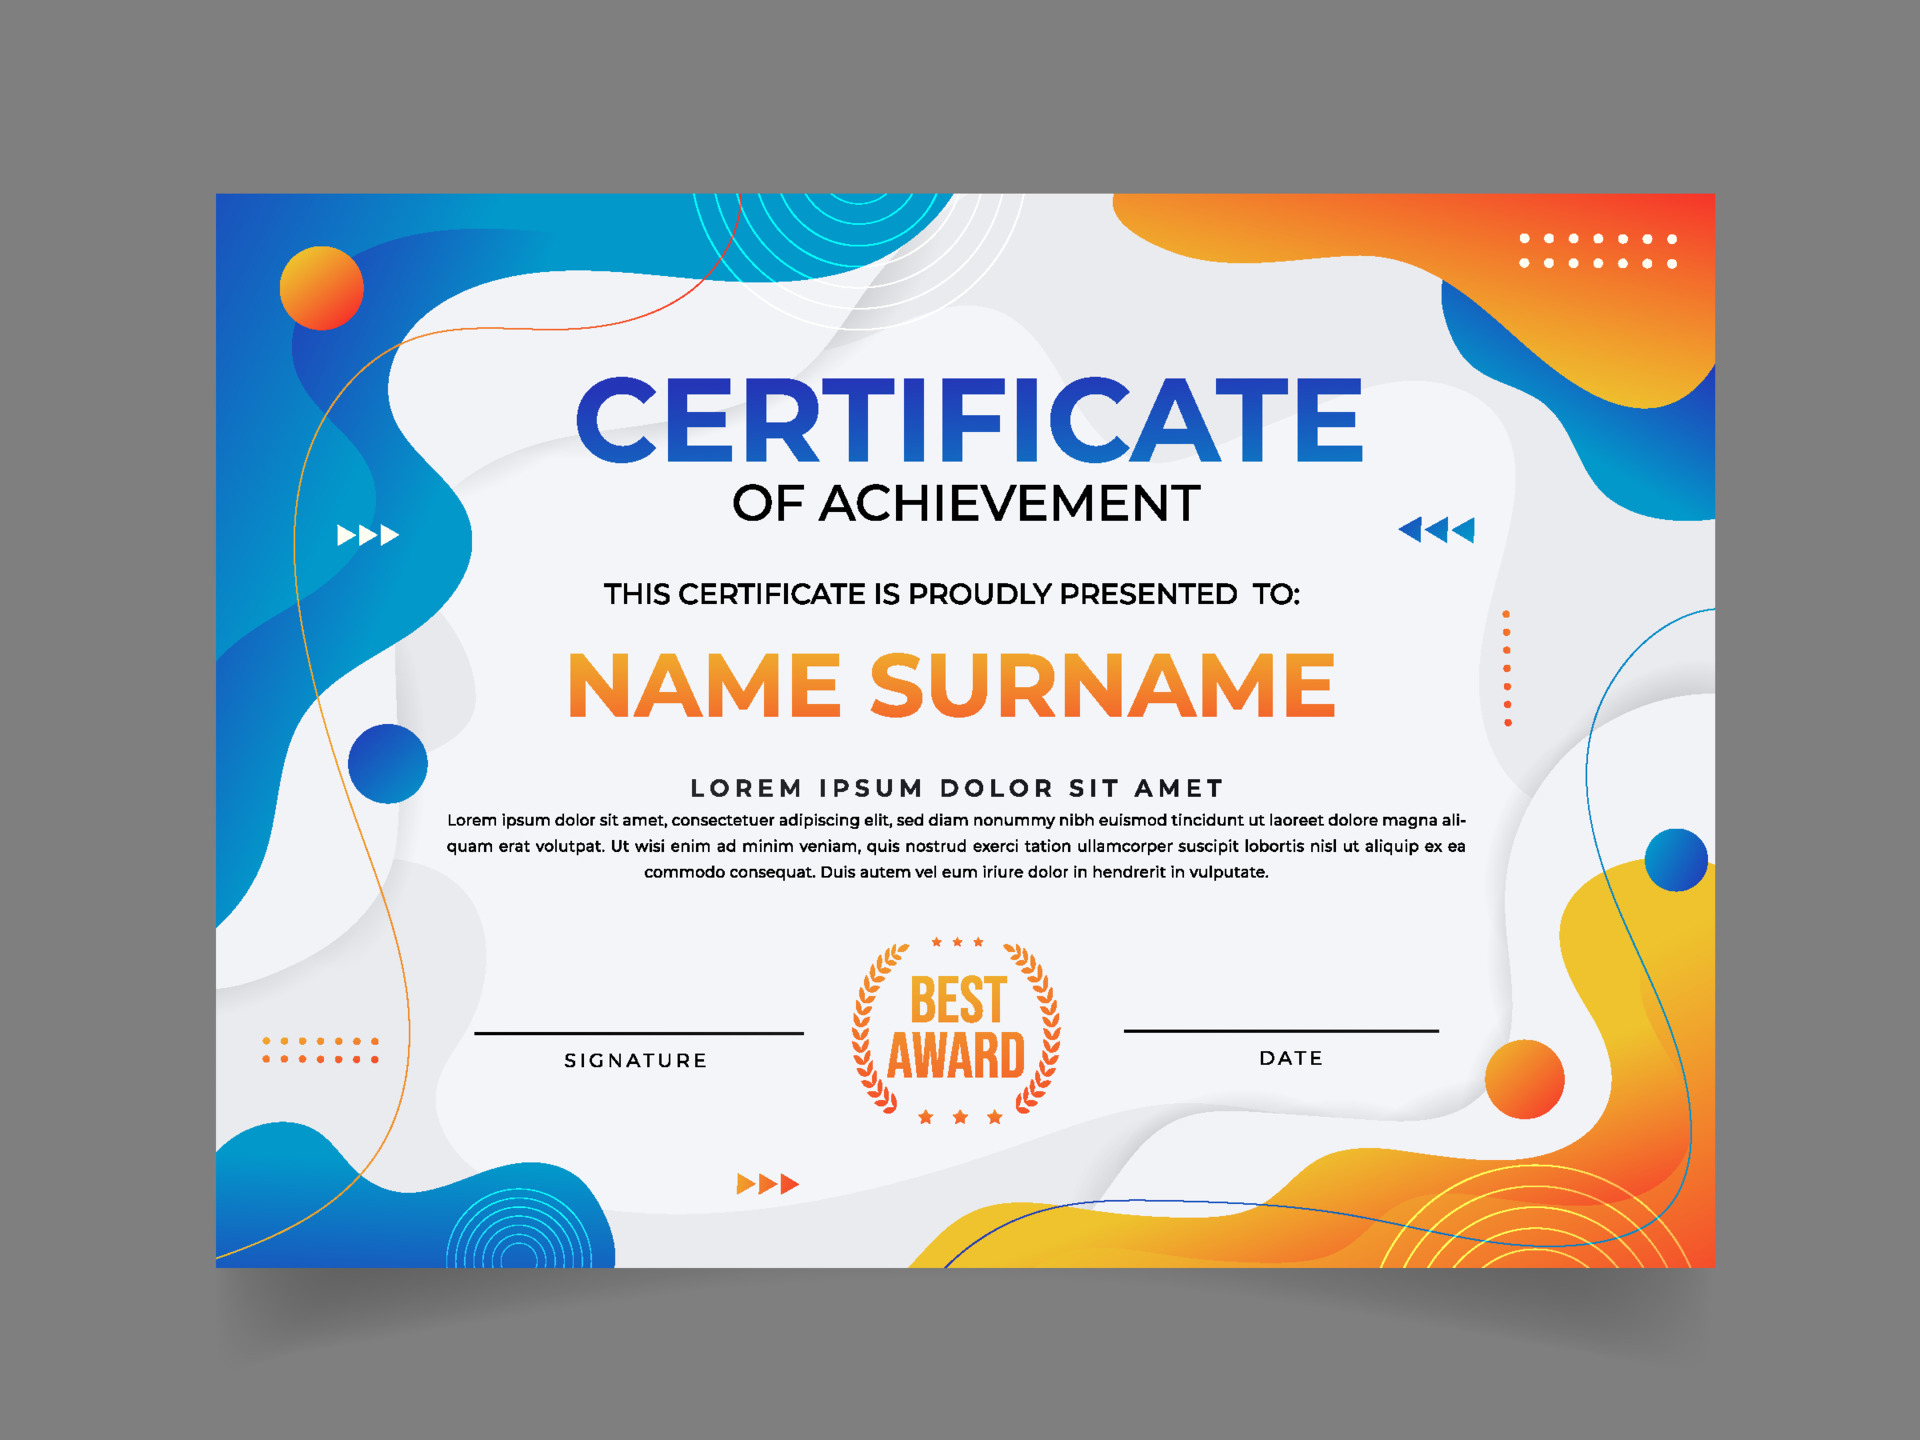 CERTIFICATE
OF ACHIEVEMENT
THIS CERTIFICATE IS PROUDLY PRESENTED TO:
NAME SURNAME
LOREM IPSUM DOLOR SIT AMET
Lorem ipsum dolor sit amet, consectetuer adipiscing elit, sed diam nonummy nibh euismod tincidunt ut laoreet dolore magna ali-
quam erat volutpat. Ut wisi enim ad minim veniam, quis nostrud exerci tation ullamcorper suscipit lobortis nisl ut aliquip ex ea
commodo consequat. Duis autem vel eum iriure dolor in hendrerit in vulputate.
BEST
AWARD
SIGNATURE
DATE